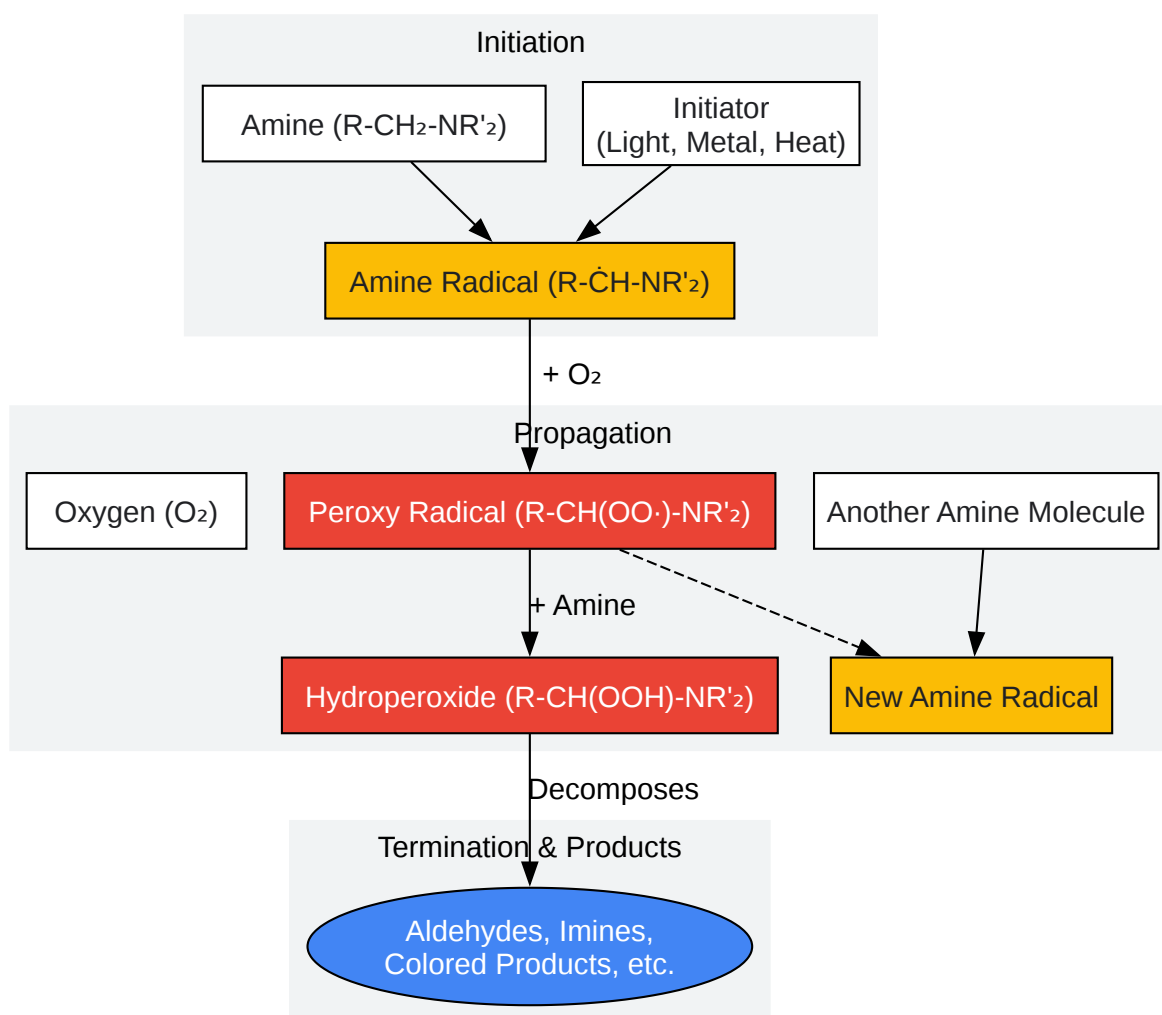 Initiation
Amine (R-CH₂-NR'₂)
Initiator
(Light, Metal, Heat)
Amine Radical (R-ĊH-NR'₂)
+ O₂
Propagation
Oxygen (O₂)
Peroxy Radical (R-CH(OO·)-NR'₂)
Another Amine Molecule
+ Amine
Hydroperoxide (R-CH(OOH)-NR'₂)
New Amine Radical
Decomposes
Termination & Products
Aldehydes, Imines,
Colored Products, etc.